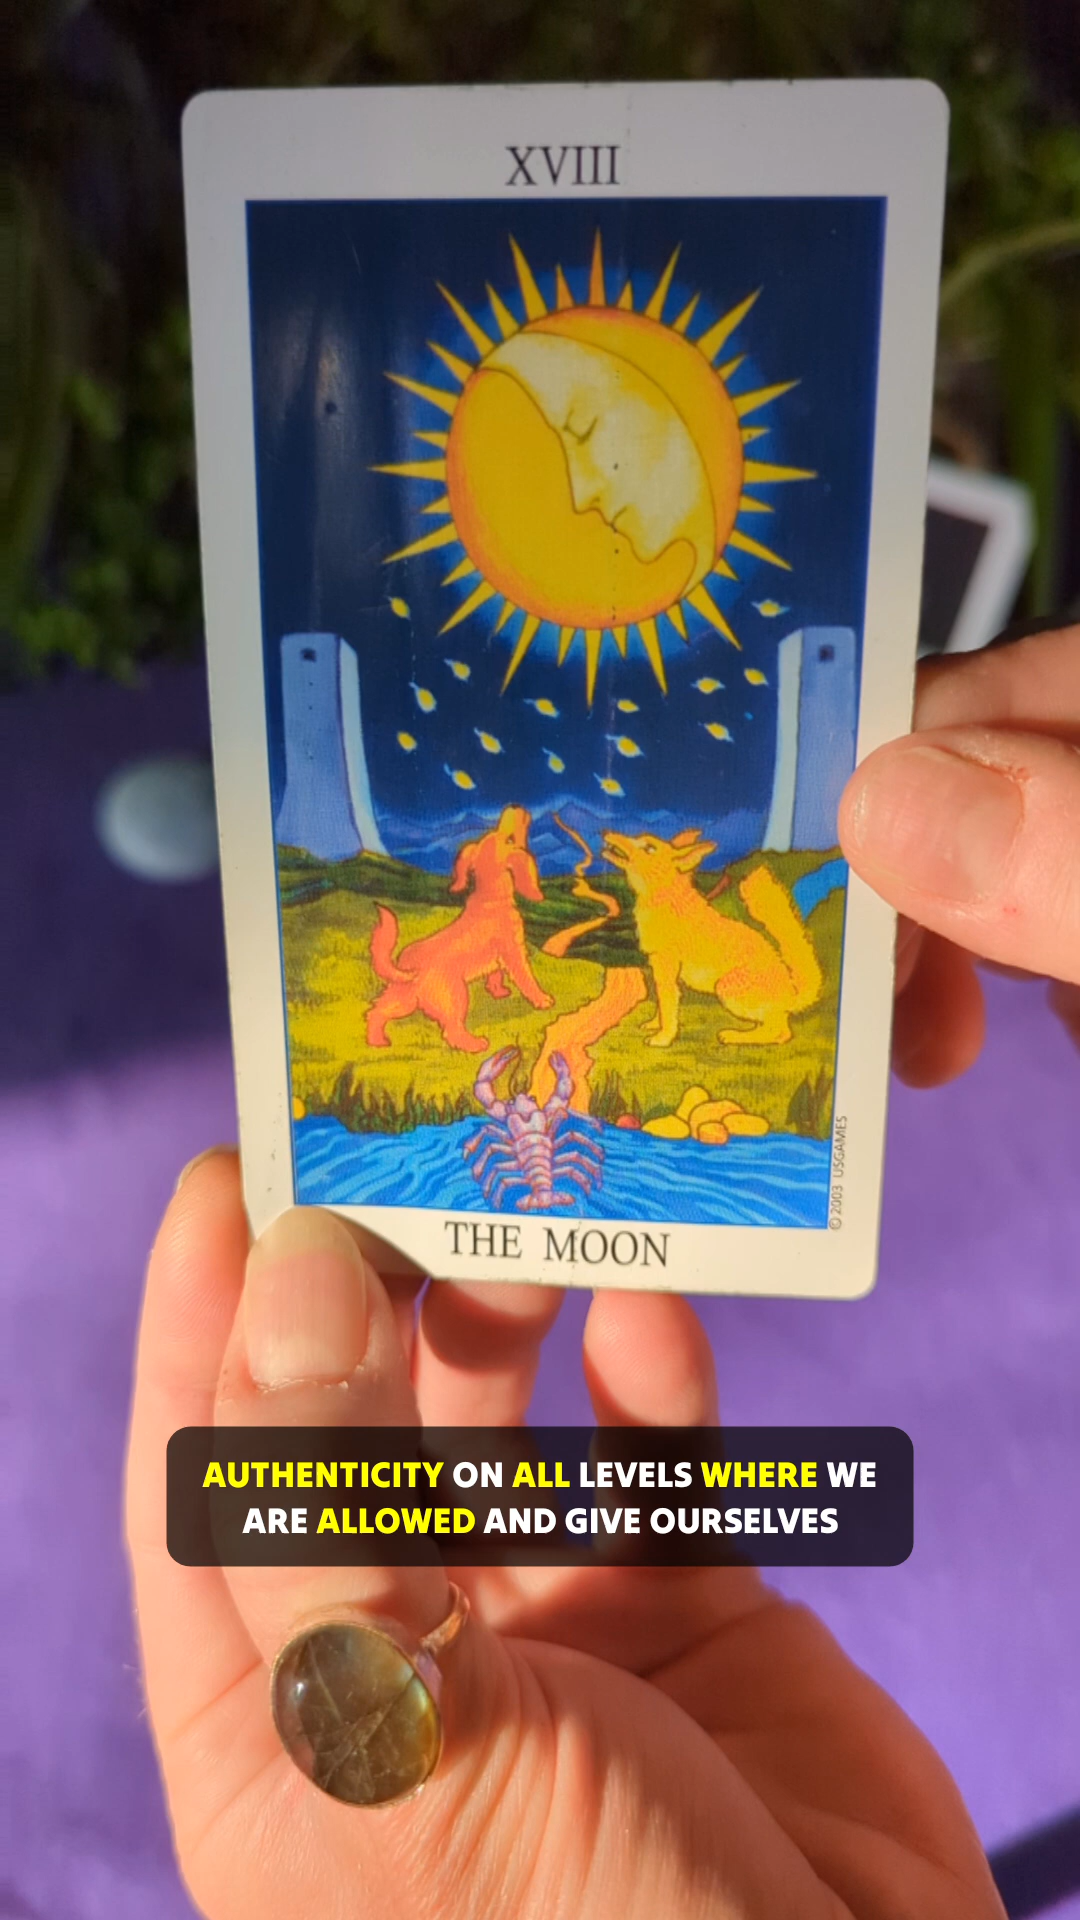 XVIII
© 2003 USGAMES
THE MOON
AUTHENTICITY ON ALL LEVELS WHERE WE
ARE ALLOWED AND GIVE OURSELVES